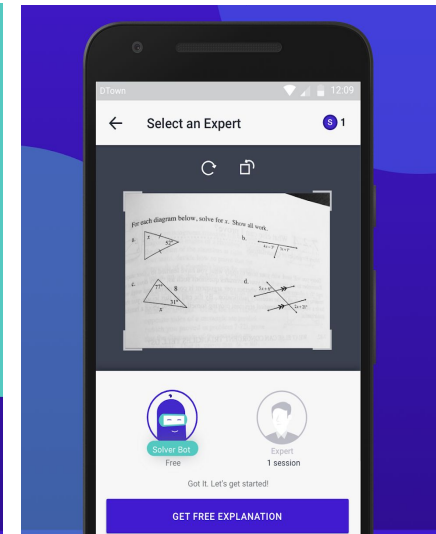 DTown 12:09
Select an Expert S 1
For each diagram below, solve for x. Show all work.
a. x 52°
b.
c. 77° 8 31° x
d.
Solver Bot Expert
Free 1 session
Got It. Let's get started!
GET FREE EXPLANATION